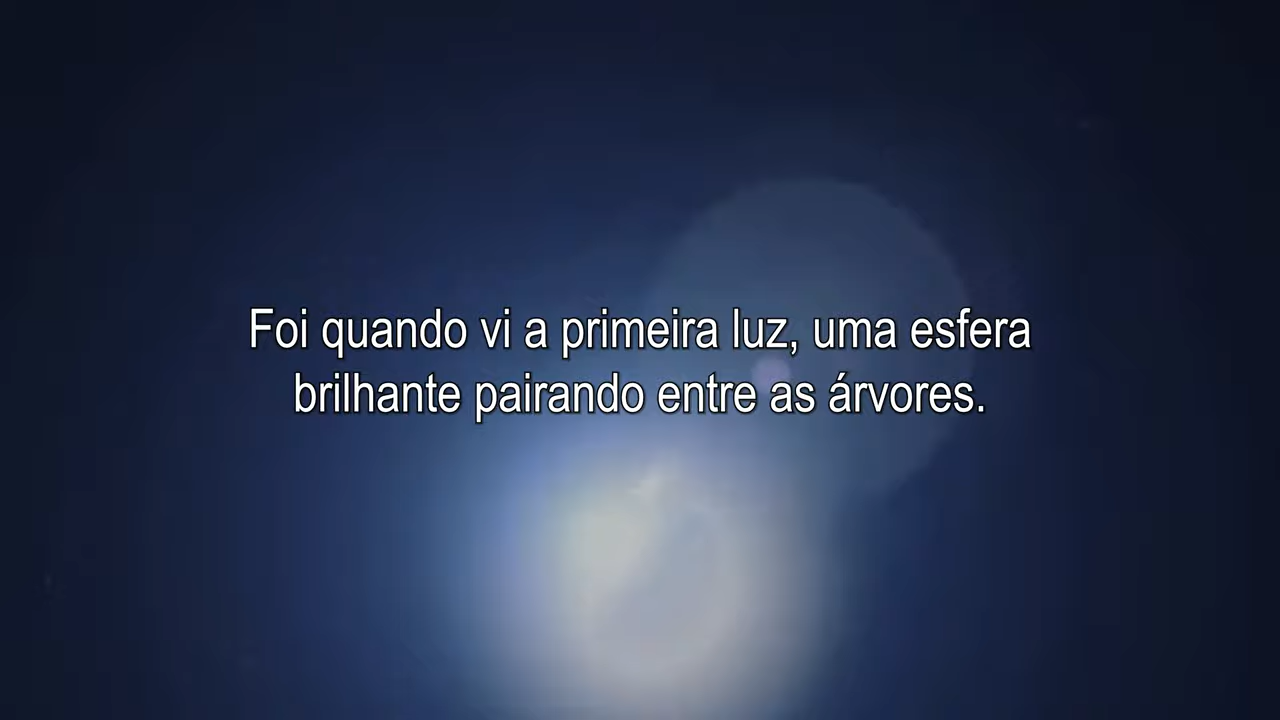 Foi quando vi a primeira luz, uma esfera
brilhante pairando entre as árvores.